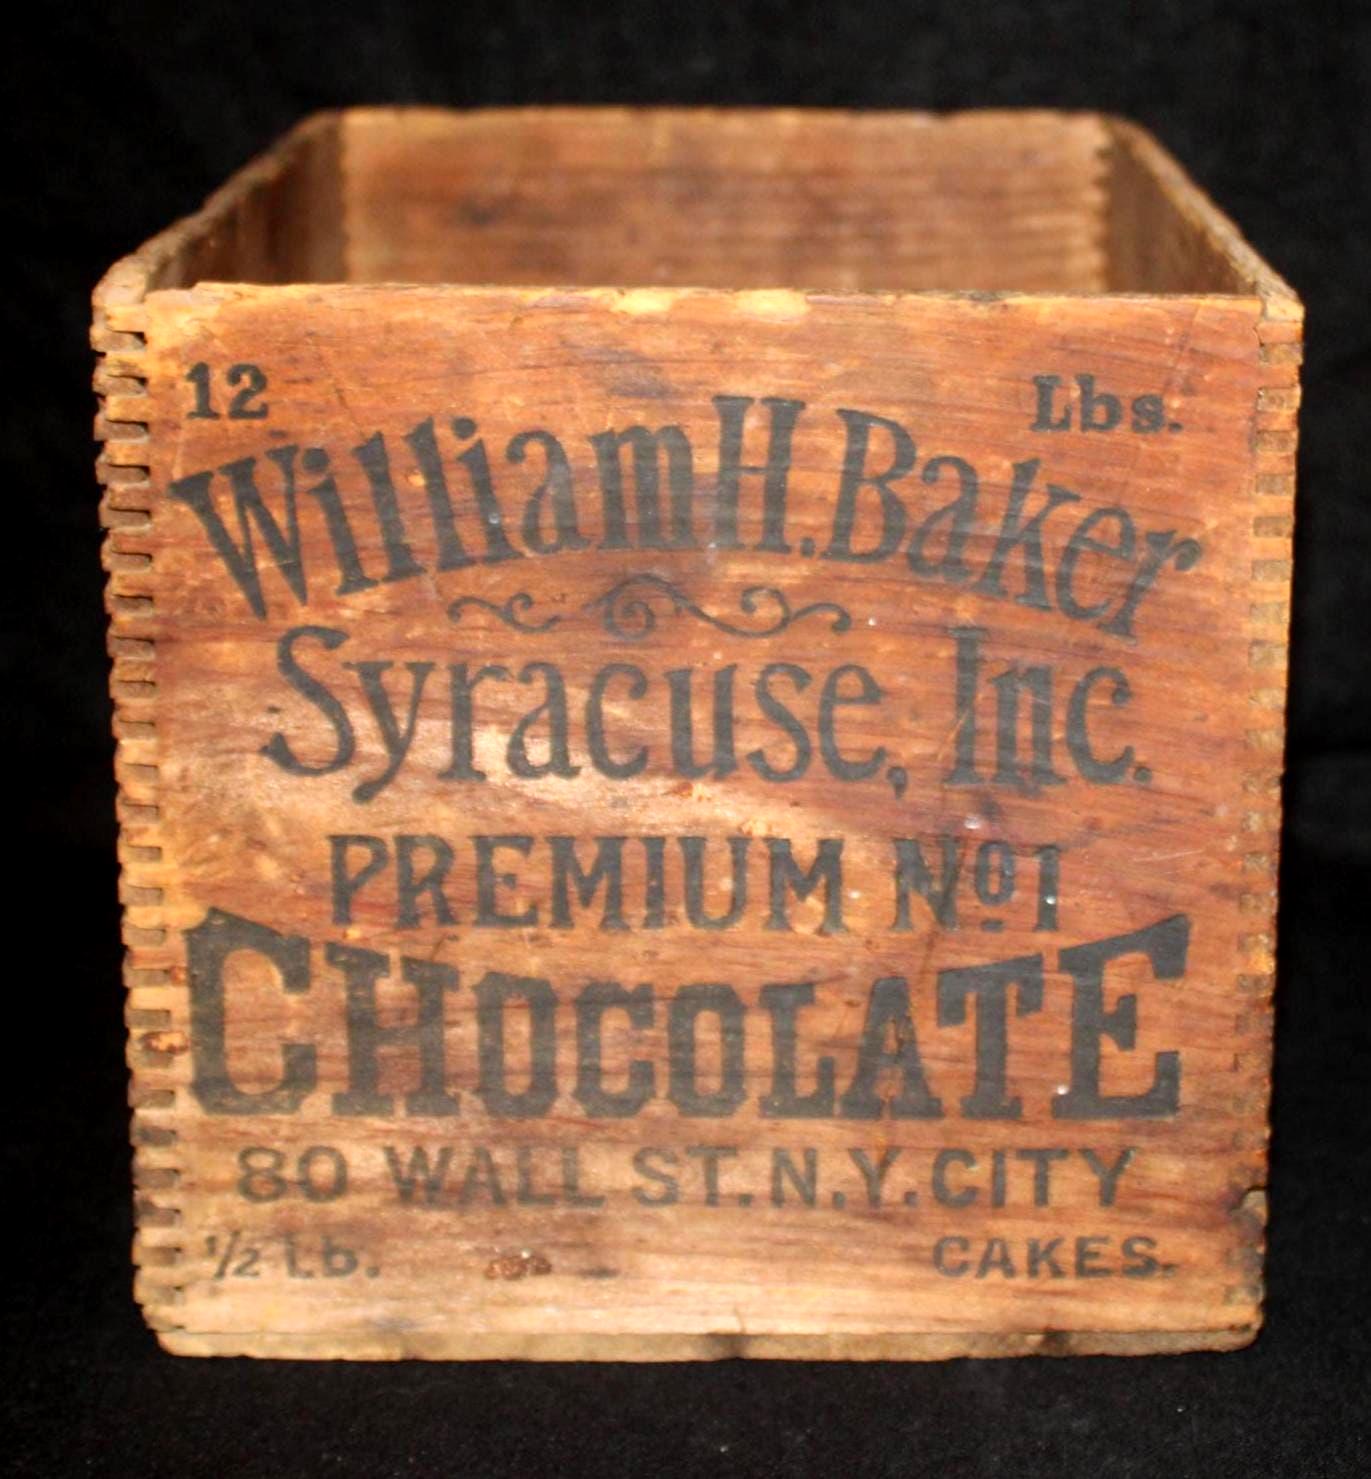 12 Lbs.
William H. Baker
Syracuse, Inc.
PREMIUM Nº 1
CHOCOLATE
80 WALL ST. N.Y. CITY
½ Lb. CAKES.